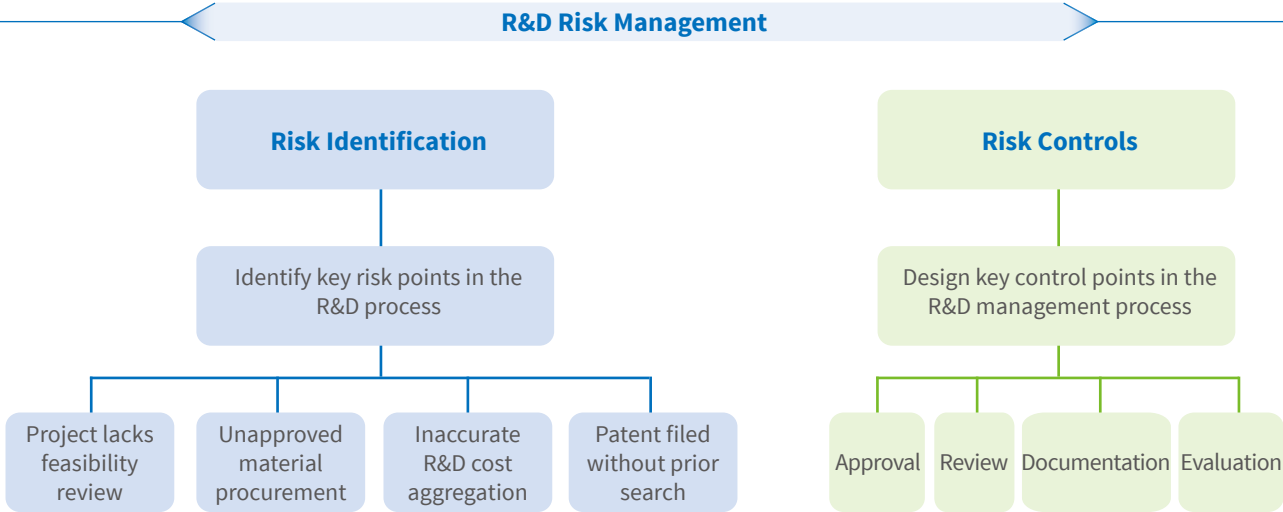 R&D Risk Management
Risk Identification
Identify key risk points in the
R&D process
Project lacks
feasibility
review
Unapproved
material
procurement
Inaccurate
R&D cost
aggregation
Patent filed
without prior
search
Risk Controls
Design key control points in the
R&D management process
Approval
Review
Documentation
Evaluation